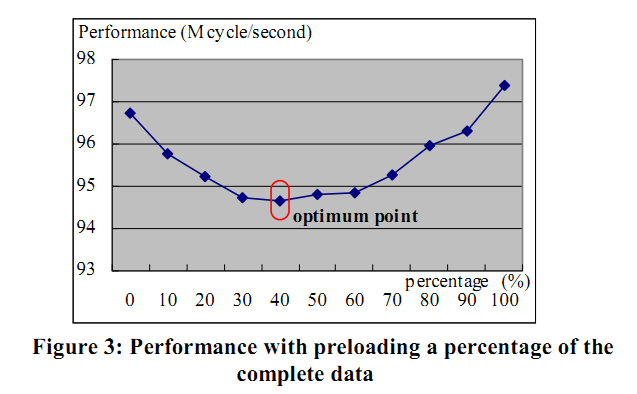 Performance (M cycle/second)
98
97
96
95
94
93
optimum point
percentage (%)
0 10 20 30 40 50 60 70 80 90 100
Figure 3: Performance with preloading a percentage of the
complete data